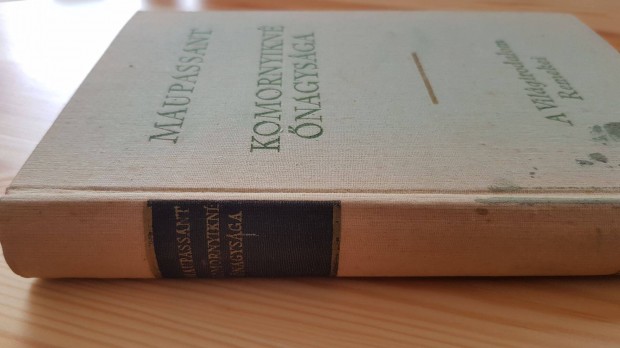 MAUPASSANT
KOMORNYIKNÉ
ŐNAGYSÁGA
A Világirodalom
Remekei
MAUPASSANT
KOMORNYIKNÉ
ŐNAGYSÁGA